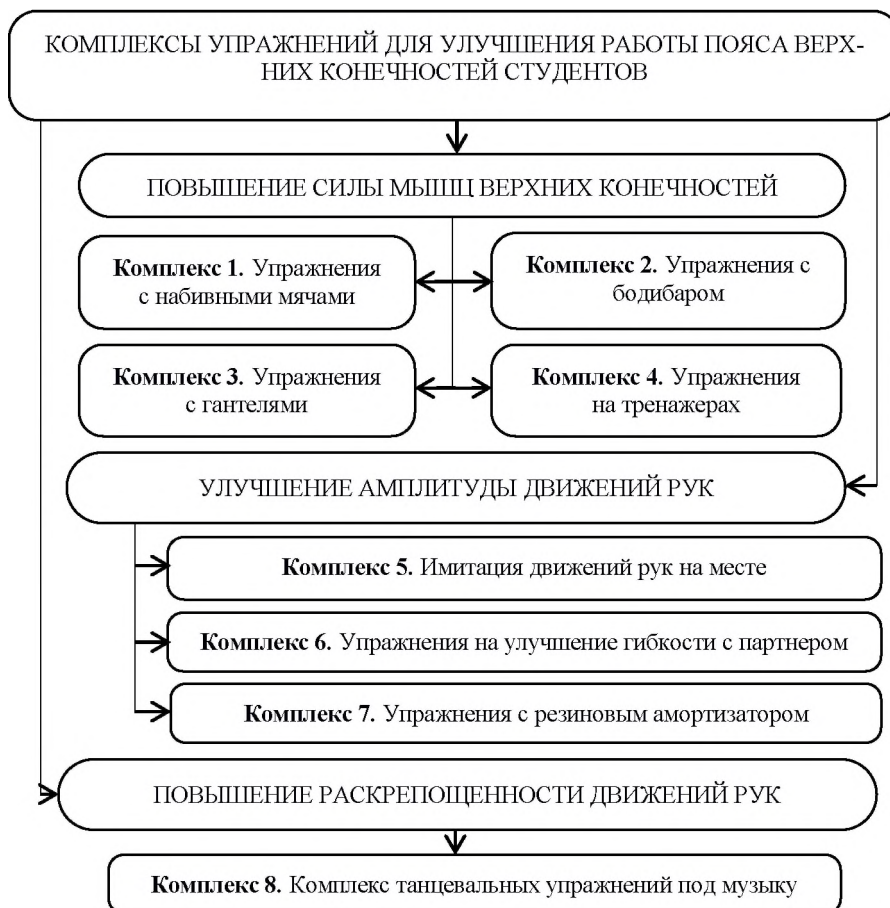 КОМПЛЕКСЫ УПРАЖНЕНИЙ ДЛЯ УЛУЧШЕНИЯ РАБОТЫ ПОЯСА ВЕРХ-
НИХ КОНЕЧНОСТЕЙ СТУДЕНТОВ
ПОВЫШЕНИЕ СИЛЫ МЫШЦ ВЕРХНИХ КОНЕЧНОСТЕЙ
Комплекс 1. Упражнения
с набивными мячами
Комплекс 2. Упражнения с
бодибаром
Комплекс 3. Упражнения
с гантелями
Комплекс 4. Упражнения
на тренажерах
УЛУЧШЕНИЕ АМПЛИТУДЫ ДВИЖЕНИЙ РУК
Комплекс 5. Имитация движений рук на месте
Комплекс 6. Упражнения на улучшение гибкости с партнером
Комплекс 7. Упражнения с резиновым амортизатором
ПОВЫШЕНИЕ РАСКРЕПОЩЕННОСТИ ДВИЖЕНИЙ РУК
Комплекс 8. Комплекс танцевальных упражнений под музыку